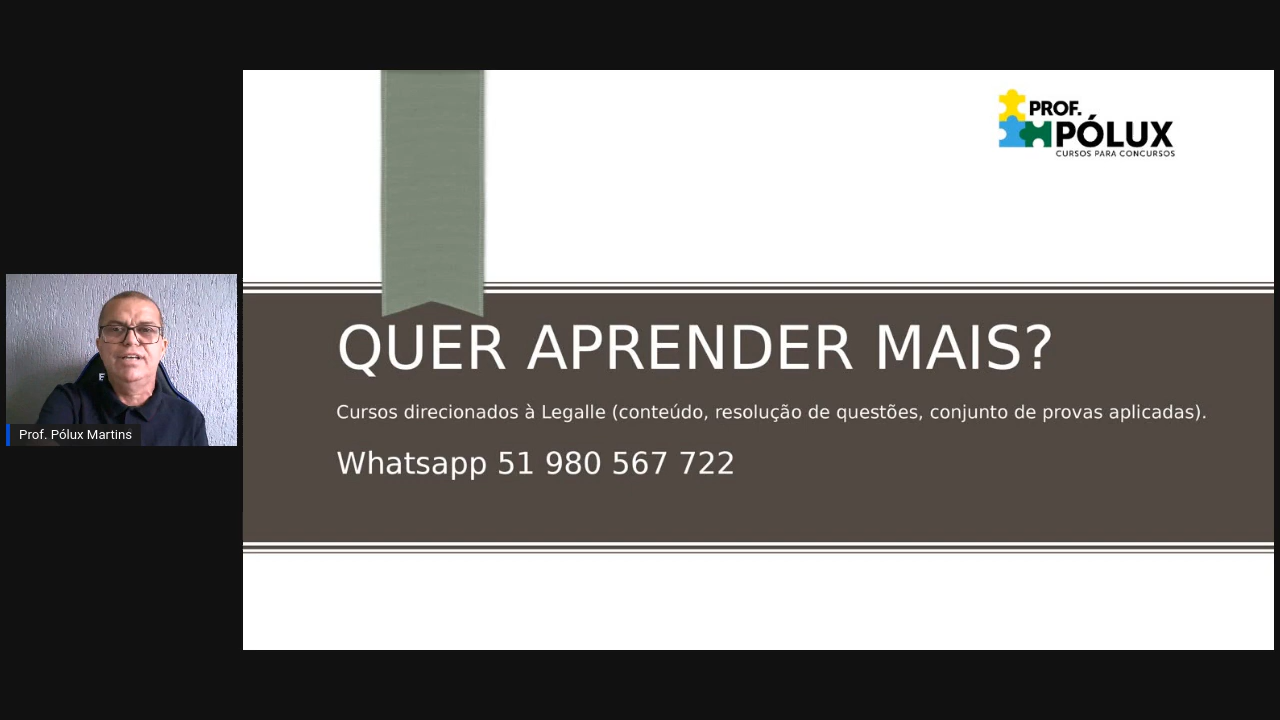 PROF.
PÓLUX
CURSOS PARA CONCURSOS
QUER APRENDER MAIS?
Cursos direcionados à Legalle (conteúdo, resolução de questões, conjunto de provas aplicadas).
Whatsapp 51 980 567 722
Prof. Pólux Martins